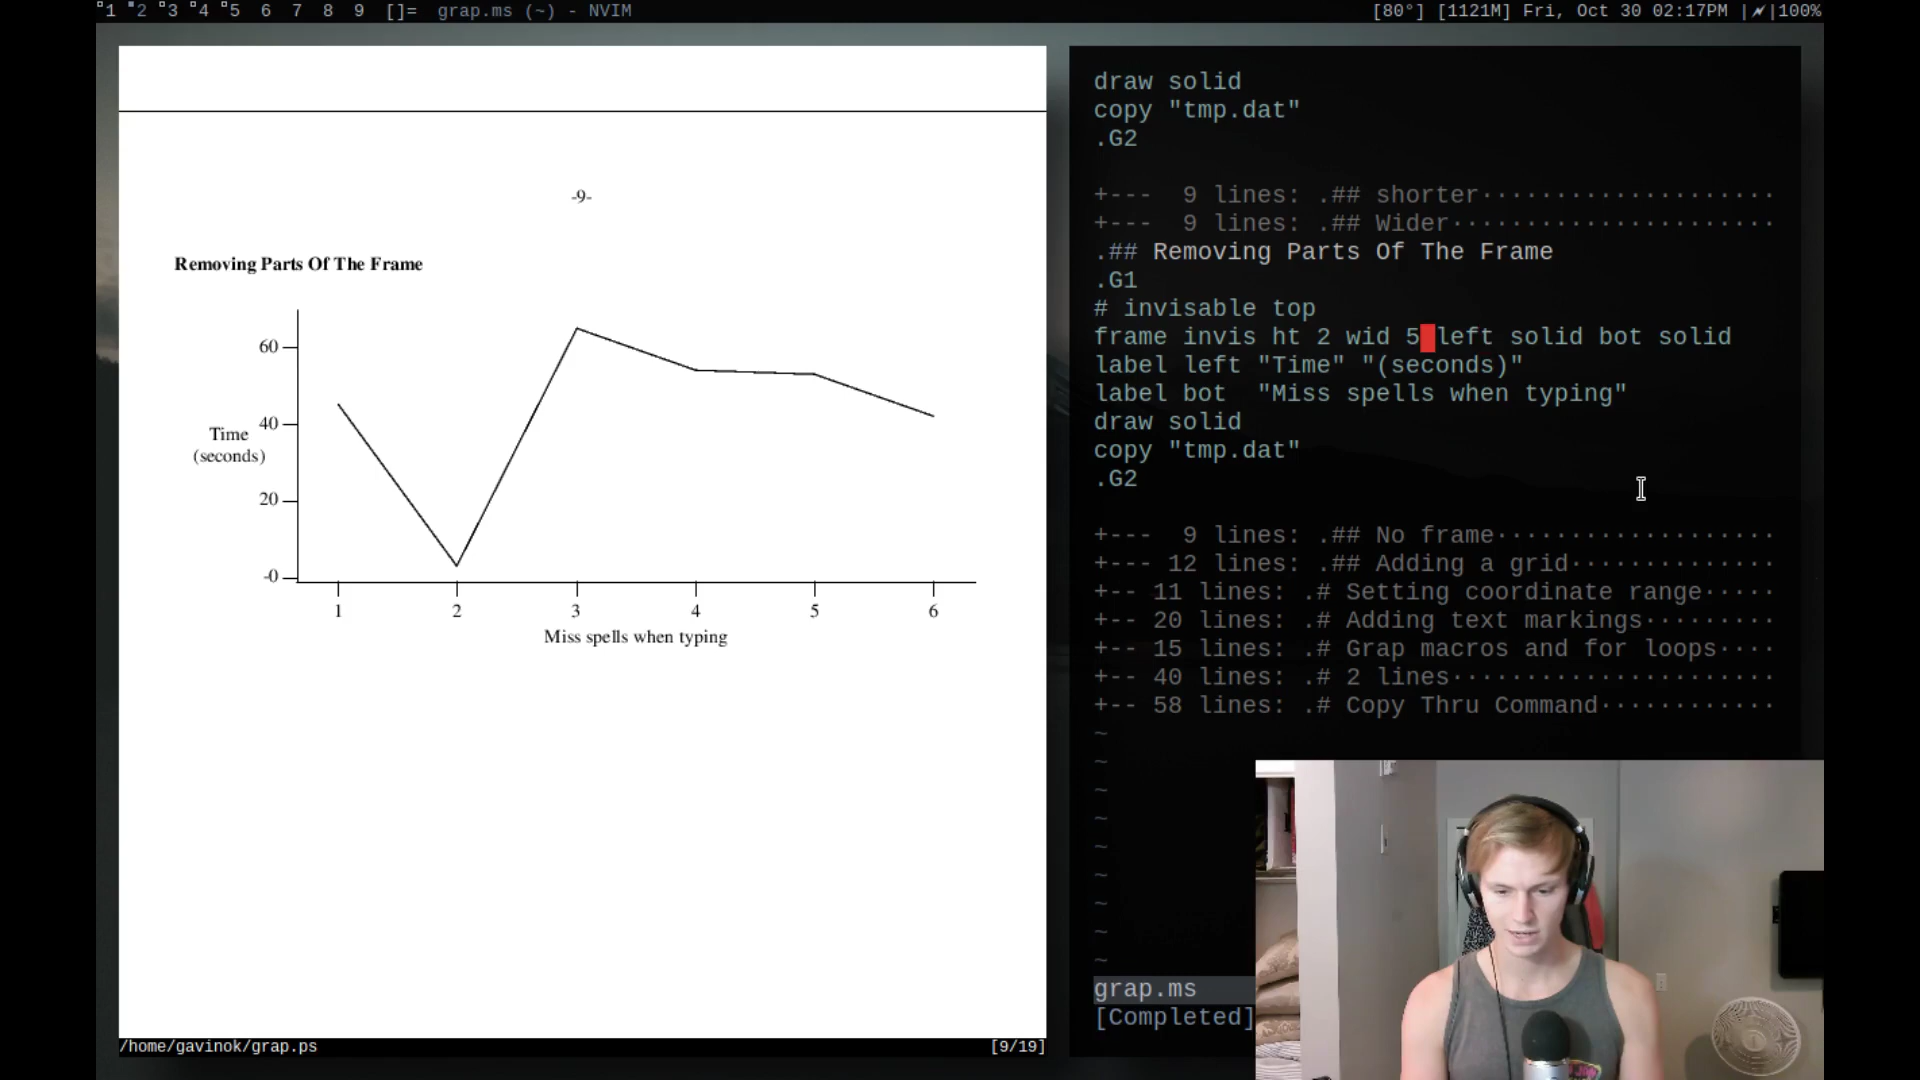 1 2 3 4 5 6 7 8 9 []= grap.ms (~) - NVIM
[80°] [1121M] Fri, Oct 30 02:17PM |⚡|100%
-9-
Removing Parts Of The Frame
60
40
20
-0
Time
(seconds)
1 2 3 4 5 6
Miss spells when typing
/home/gavinok/grap.ps [9/19]
draw solid
copy "tmp.dat"
.G2
+--- 9 lines: .## shorter·····················
+--- 9 lines: .## Wider·······················
.## Removing Parts Of The Frame
.G1
# invisable top
frame invis ht 2 wid 5 left solid bot solid
label left "Time" "(seconds)"
label bot "Miss spells when typing"
draw solid
copy "tmp.dat"
.G2
+--- 9 lines: .## No frame···················
+--- 12 lines: .## Adding a grid··············
+-- 11 lines: .# Setting coordinate range·····
+-- 20 lines: .# Adding text markings·········
+-- 15 lines: .# Grap macros and for loops····
+-- 40 lines: .# 2 lines······················
+-- 58 lines: .# Copy Thru Command············
~
~
~
~
~
~
~
~
~
grap.ms
[Completed]